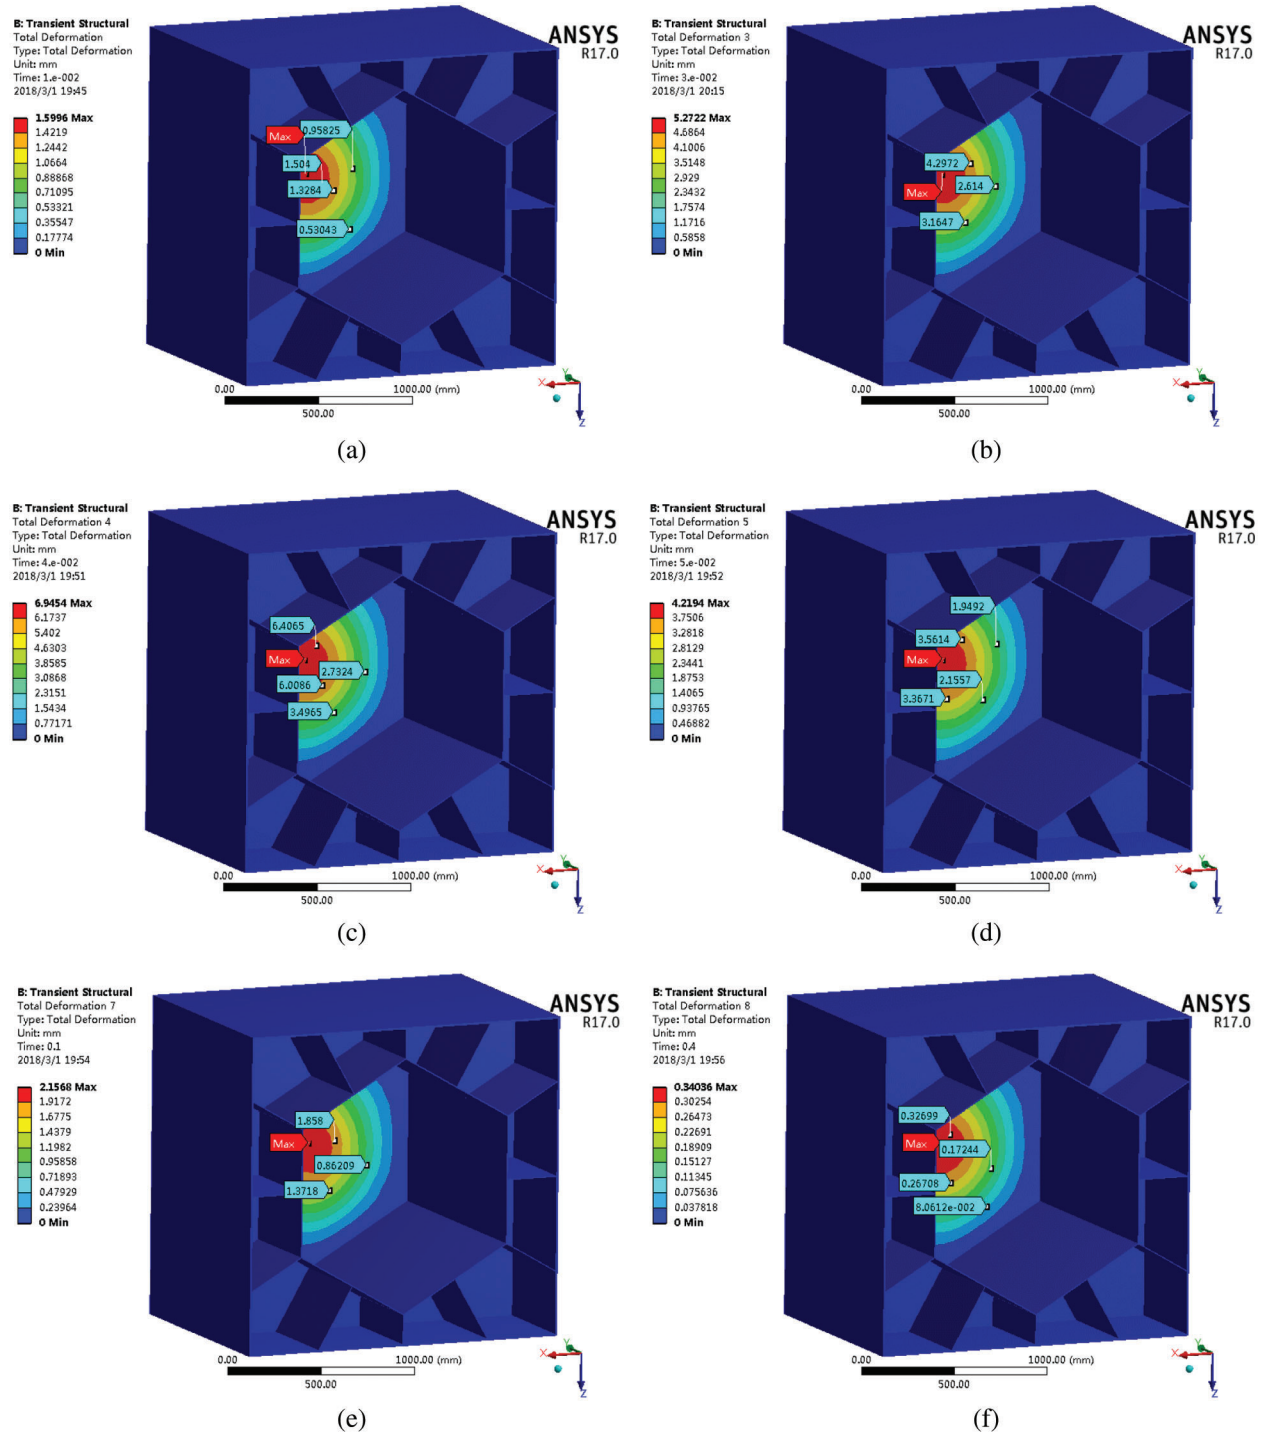 B: Transient Structural
Total Deformation
Type: Total Deformation
Unit: mm
Time: 1.e-002
2018/3/1 19:45
1.5996 Max
1.4219
1.2442
1.0664
0.88868
0.71095
0.53321
0.35547
0.17774
0 Min
ANSYS
R17.0
Max
0.95825
1.504
1.3284
0.53043
0.00
1000.00 (mm)
500.00
X
Y
Z
(a)
B: Transient Structural
Total Deformation 3
Type: Total Deformation
Unit: mm
Time: 3.e-002
2018/3/1 20:15
5.2722 Max
4.6864
4.1006
3.5148
2.929
2.3432
1.7574
1.1716
0.5858
0 Min
ANSYS
R17.0
4.2972
Max
2.614
3.1647
0.00
1000.00 (mm)
500.00
X
Y
Z
(b)
B: Transient Structural
Total Deformation 4
Type: Total Deformation
Unit: mm
Time: 4.e-002
2018/3/1 19:51
6.9454 Max
6.1737
5.402
4.6303
3.8585
3.0868
2.3151
1.5434
0.77171
0 Min
ANSYS
R17.0
6.4065
Max
2.7324
6.0086
3.4965
0.00
1000.00 (mm)
500.00
X
Y
Z
(c)
B: Transient Structural
Total Deformation 5
Type: Total Deformation
Unit: mm
Time: 5.e-002
2018/3/1 19:52
4.2194 Max
3.7506
3.2818
2.8129
2.3441
1.8753
1.4065
0.93765
0.46882
0 Min
ANSYS
R17.0
1.9492
3.5614
Max
2.1557
3.3671
0.00
1000.00 (mm)
500.00
X
Y
Z
(d)
B: Transient Structural
Total Deformation 7
Type: Total Deformation
Unit: mm
Time: 0.1
2018/3/1 19:54
2.1568 Max
1.9172
1.6775
1.4379
1.1982
0.95858
0.71893
0.47929
0.23964
0 Min
ANSYS
R17.0
1.858
Max
0.86209
1.3718
0.00
1000.00 (mm)
500.00
X
Y
Z
(e)
B: Transient Structural
Total Deformation 8
Type: Total Deformation
Unit: mm
Time: 0.4
2018/3/1 19:56
0.34036 Max
0.30254
0.26473
0.22691
0.18909
0.15127
0.11345
0.075636
0.037818
0 Min
ANSYS
R17.0
0.32699
Max
0.17244
0.26708
8.0612e-002
0.00
1000.00 (mm)
500.00
X
Y
Z
(f)